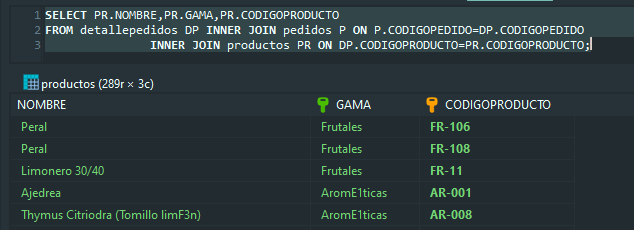 1 SELECT PR.NOMBRE,PR.GAMA,PR.CODIGOPRODUCTO
2 FROM detallepedidos DP INNER JOIN pedidos P ON P.CODIGOPEDIDO=DP.CODIGOPEDIDO
3 INNER JOIN productos PR ON DP.CODIGOPRODUCTO=PR.CODIGOPRODUCTO;
productos (289r × 3c)
NOMBRE GAMA CODIGOPRODUCTO
Peral Frutales FR-106
Peral Frutales FR-108
Limonero 30/40 Frutales FR-11
Ajedrea AromE1ticas AR-001
Thymus Citriodra (Tomillo limF3n) AromE1ticas AR-008